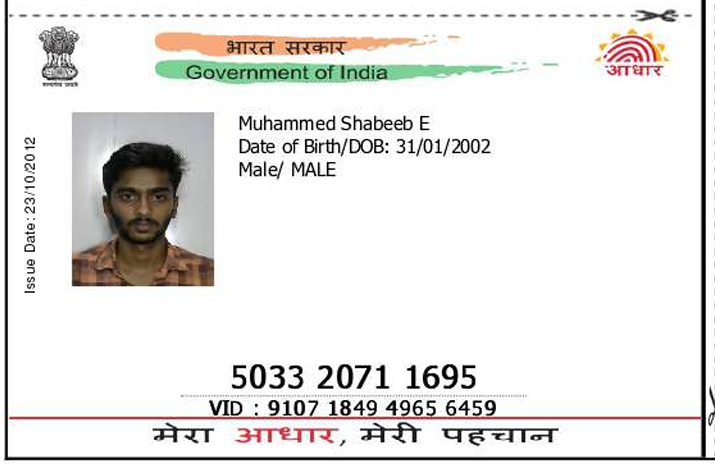 भारत सरकार
Government of India
आधार
Issue Date: 23/10/2012
Muhammed Shabeeb E
Date of Birth/DOB: 31/01/2002
Male/ MALE
5033 2071 1695
VID : 9107 1849 4965 6459
मेरा आधार, मेरी पहचान